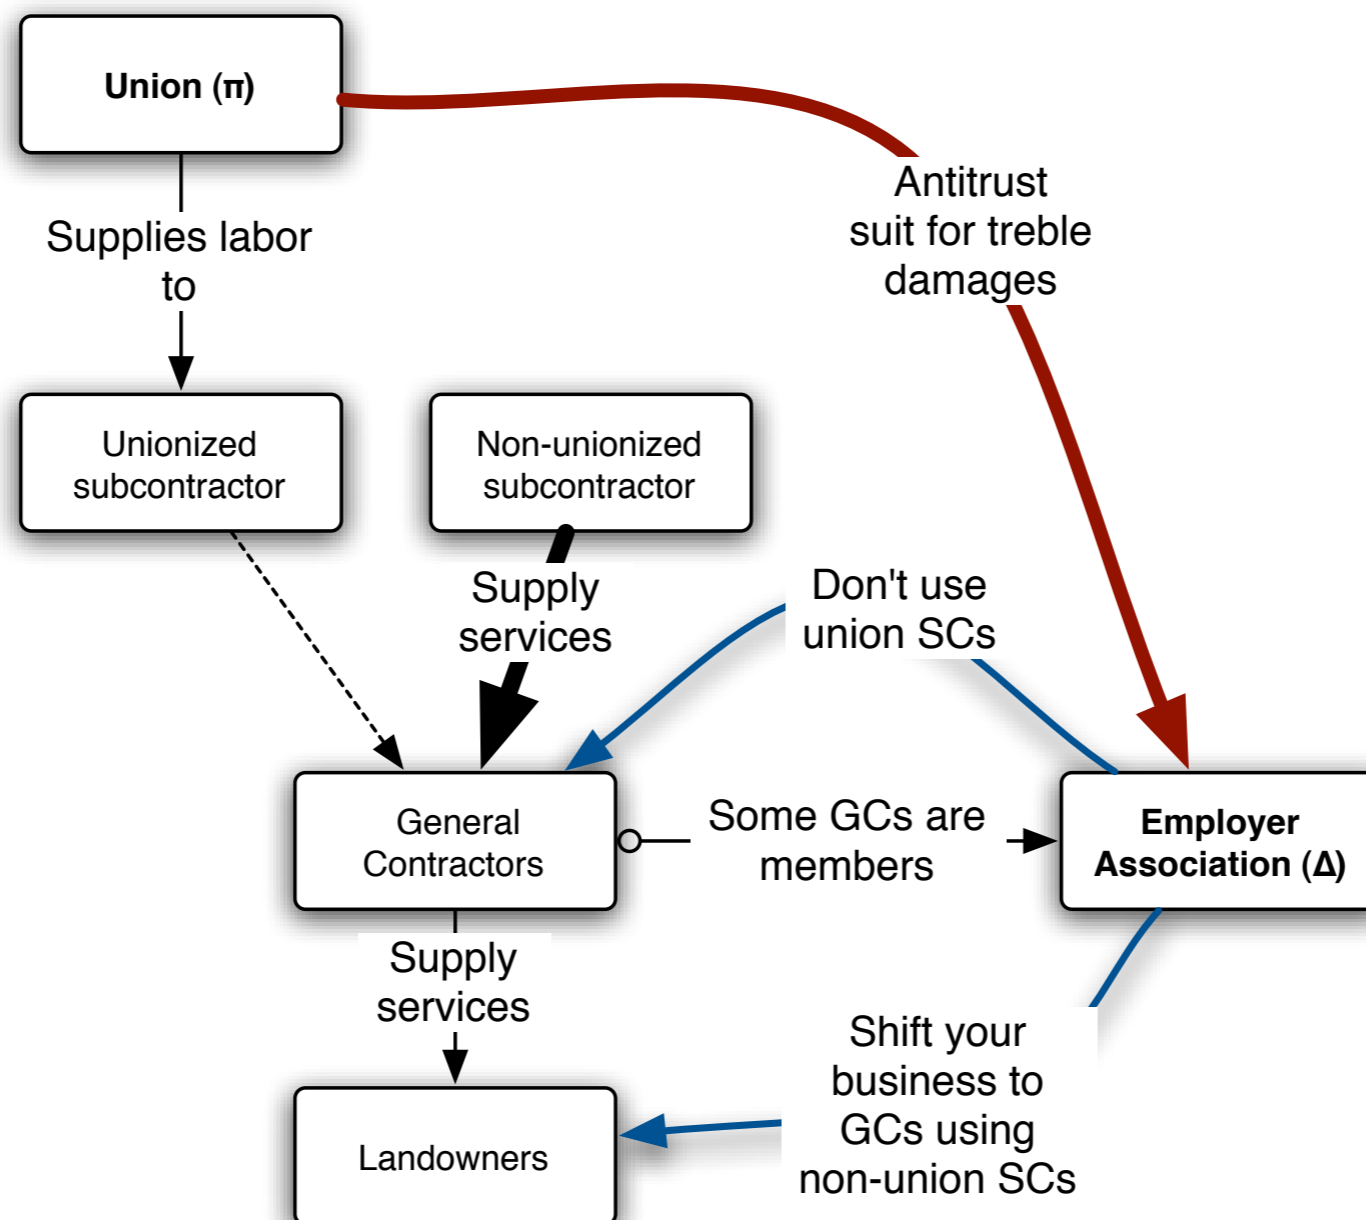 Union (π)
Supplies labor
to
Antitrust
suit for treble
damages
Unionized
subcontractor
Non-unionized
subcontractor
Supply
services
Don't use
union SCs
General
Contractors
Some GCs are
members
Employer
Association (Δ)
Supply
services
Shift your
business to
GCs using
non-union SCs
Landowners